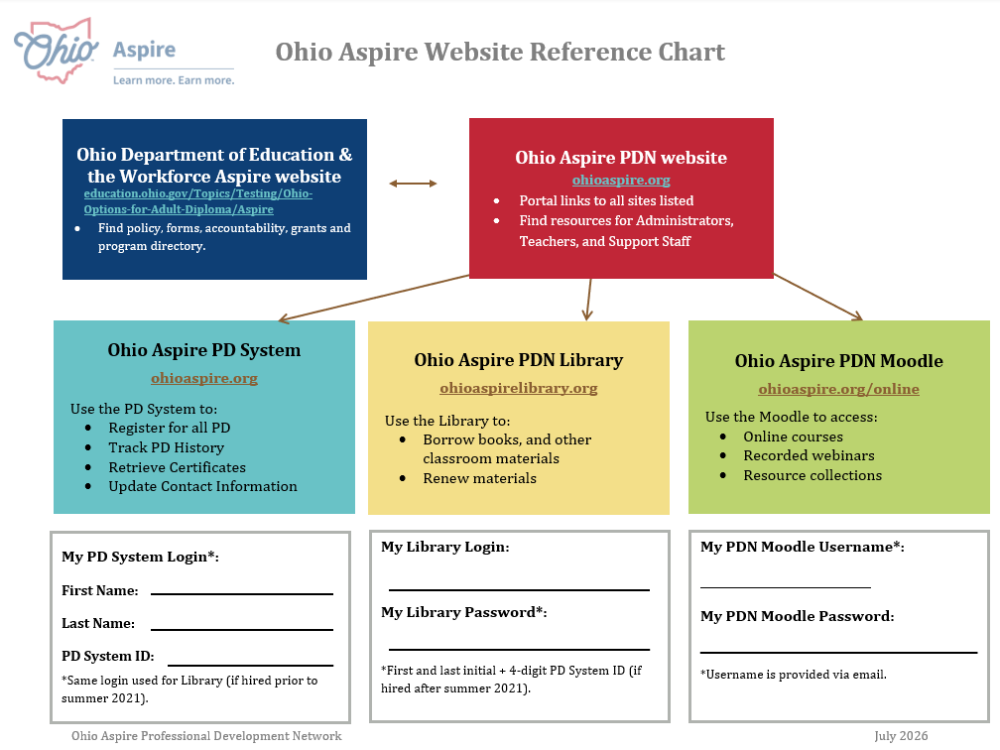 Ohio
Aspire
Learn more. Earn more.
Ohio Aspire Website Reference Chart
Ohio Department of Education &
the Workforce Aspire website
education.ohio.gov/Topics/Testing/Ohio-
Options-for-Adult-Diploma/Aspire
• Find policy, forms, accountability, grants and
program directory.
Ohio Aspire PDN website
ohioaspire.org
• Portal links to all sites listed
• Find resources for Administrators,
Teachers, and Support Staff
Ohio Aspire PD System
ohioaspire.org
Use the PD System to:
• Register for all PD
• Track PD History
• Retrieve Certificates
• Update Contact Information
Ohio Aspire PDN Library
ohioaspirelibrary.org
Use the Library to:
• Borrow books, and other
classroom materials
• Renew materials
Ohio Aspire PDN Moodle
ohioaspire.org/online
Use the Moodle to access:
• Online courses
• Recorded webinars
• Resource collections
My PD System Login*:
First Name:
Last Name:
PD System ID:
*Same login used for Library (if hired prior to
summer 2021).
My Library Login:
My Library Password*:
*First and last initial + 4-digit PD System ID (if
hired after summer 2021).
My PDN Moodle Username*:
My PDN Moodle Password:
*Username is provided via email.
Ohio Aspire Professional Development Network
July 2026